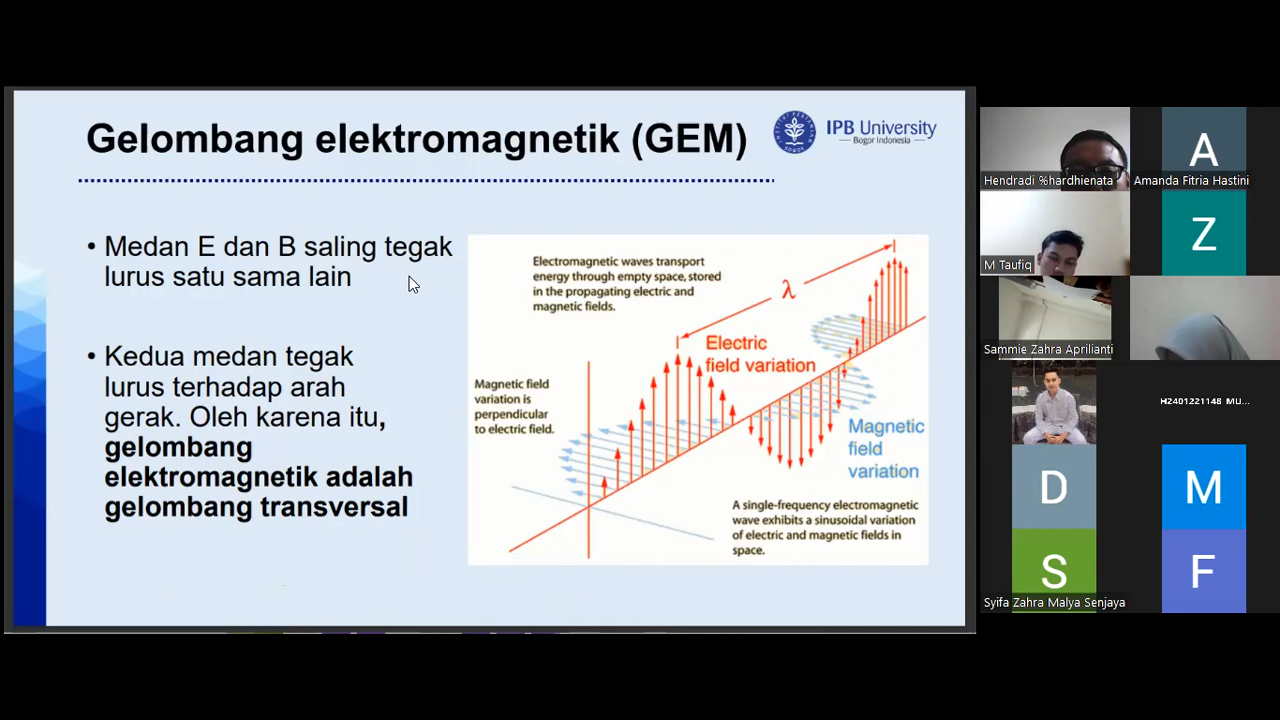 Gelombang elektromagnetik (GEM)
IPB University
Bogor Indonesia
• Medan E dan B saling tegak
lurus satu sama lain
• Kedua medan tegak
lurus terhadap arah
gerak. Oleh karena itu,
gelombang
elektromagnetik adalah
gelombang transversal
Electromagnetic waves transport
energy through empty space, stored
in the propagating electric and
magnetic fields.
λ
Electric
field variation
Magnetic field
variation is
perpendicular
to electric field.
Magnetic
field
variation
A single-frequency electromagnetic
wave exhibits a sinusoidal variation
of electric and magnetic fields in
space.
Hendradi %hardhienata
A
Amanda Fitria Hastini
M Taufiq
Z
Sammie Zahra Aprilianti
H2401221148 MU...
D
M
S
Syifa Zahra Malya Senjaya
F